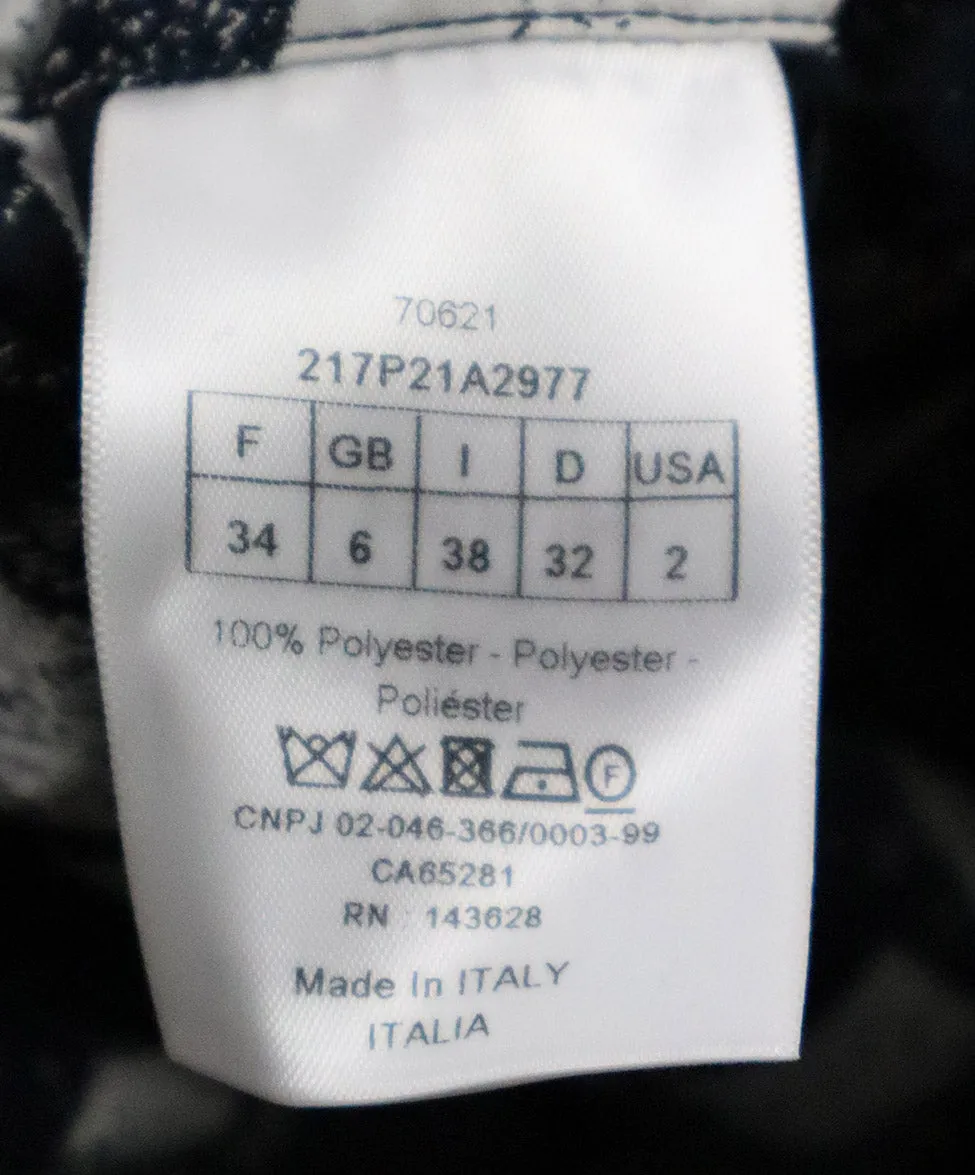 70621
217P21A2977
F GB I D USA
34 6 38 32 2
100% Polyester - Polyester -
Poliéster
F
CNPJ 02-046-366/0003-99
CA65281
RN : 143628
Made In ITALY
ITALIA